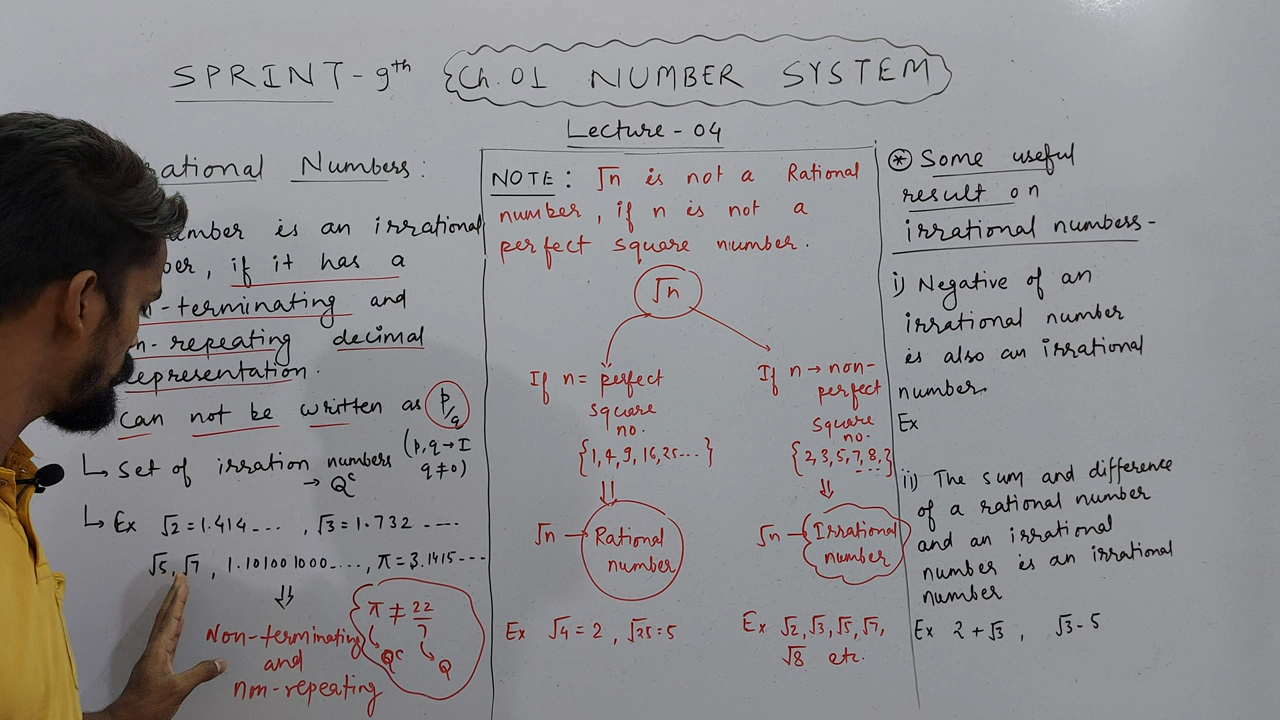 SPRINT-9th Ch.01 NUMBER SYSTEM
Lecture-04
ational Numbers:
umber is an irrational
ber, if it has a
n-terminating and
n-repeating decimal
representation.
can not be written as p/q
(p,q→I
q≠0)
↳ Set of irration numbers
→ Qᶜ
↳ Ex √2=1.414---- , √3=1.732 ----
√5, √7, 1.101001000----, π=3.1415----
⇓
Non-terminating
and
nm-repeating
π ≠ 22/7
Qᶜ Q
NOTE: √n is not a Rational
number, if n is not a
perfect square number.
√n
If n = perfect
square
no.
{1,4,9,16,25---}
⇓
√n → Rational
number
Ex √4=2, √25=5
If n → non-
perfect
square
no.
{2,3,5,7,8,---}
⇓
√n → Irrational
number
Ex √2,√3,√5,√7,
√8 etc.
* Some useful
result on
irrational numbers-
i) Negative of an
irrational number
is also an irrational
number.
Ex
ii) The sum and difference
of a rational number
and an irrational
number is an irrational
number
Ex 2+√3, √3-5